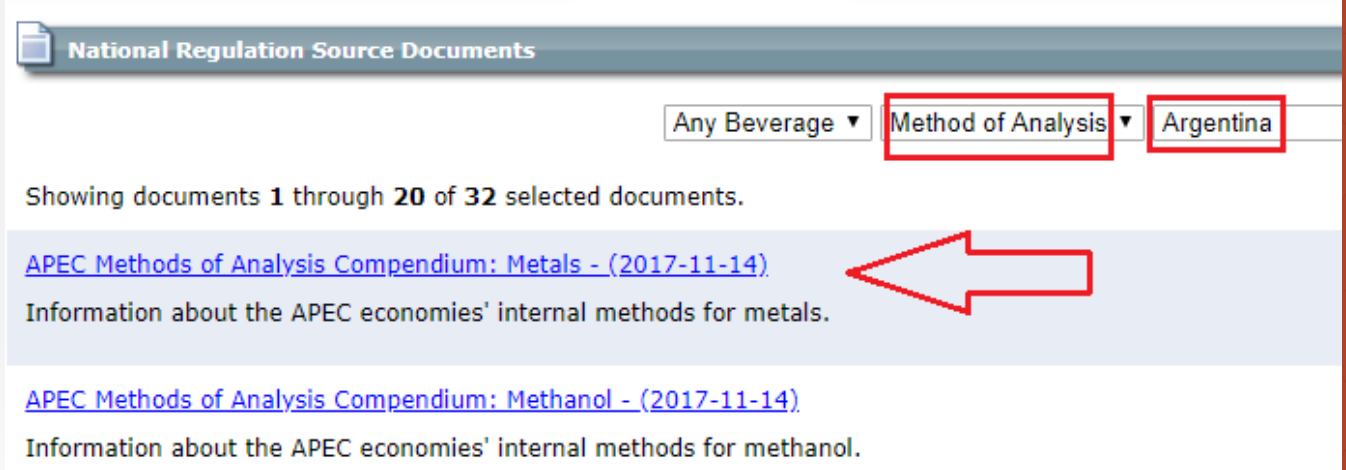 National Regulation Source Documents
Any Beverage ▼ Method of Analysis ▼ Argentina
Showing documents 1 through 20 of 32 selected documents.
APEC Methods of Analysis Compendium: Metals - (2017-11-14)
Information about the APEC economies' internal methods for metals.
APEC Methods of Analysis Compendium: Methanol - (2017-11-14)
Information about the APEC economies' internal methods for methanol.